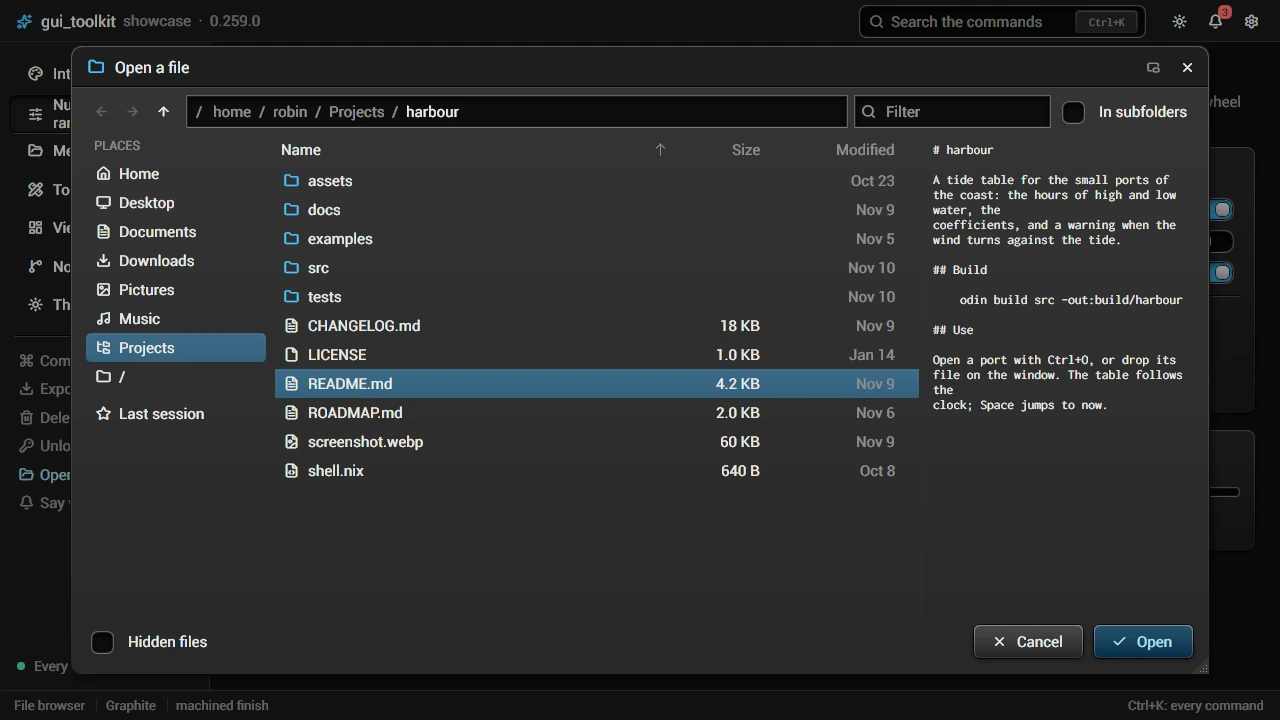 gui_toolkit showcase · 0.259.0
Search the commands
Ctrl+K
3
Open a file
/ home / robin / Projects / harbour
Filter
In subfolders
PLACES
Home
Desktop
Documents
Downloads
Pictures
Music
Projects
/
Last session
Name
Size
Modified
assets
Oct 23
docs
Nov 9
examples
Nov 5
src
Nov 10
tests
Nov 10
CHANGELOG.md
18 KB
Nov 9
LICENSE
1.0 KB
Jan 14
README.md
4.2 KB
Nov 9
ROADMAP.md
2.0 KB
Nov 6
screenshot.webp
60 KB
Nov 9
shell.nix
640 B
Oct 8
# harbour
A tide table for the small ports of
the coast: the hours of high and low
water, the
coefficients, and a warning when the
wind turns against the tide.
## Build
odin build src -out:build/harbour
## Use
Open a port with Ctrl+O, or drop its
file on the window. The table follows
the
clock; Space jumps to now.
Hidden files
Cancel
Open
Every
File browser
Graphite
machined finish
Ctrl+K: every command